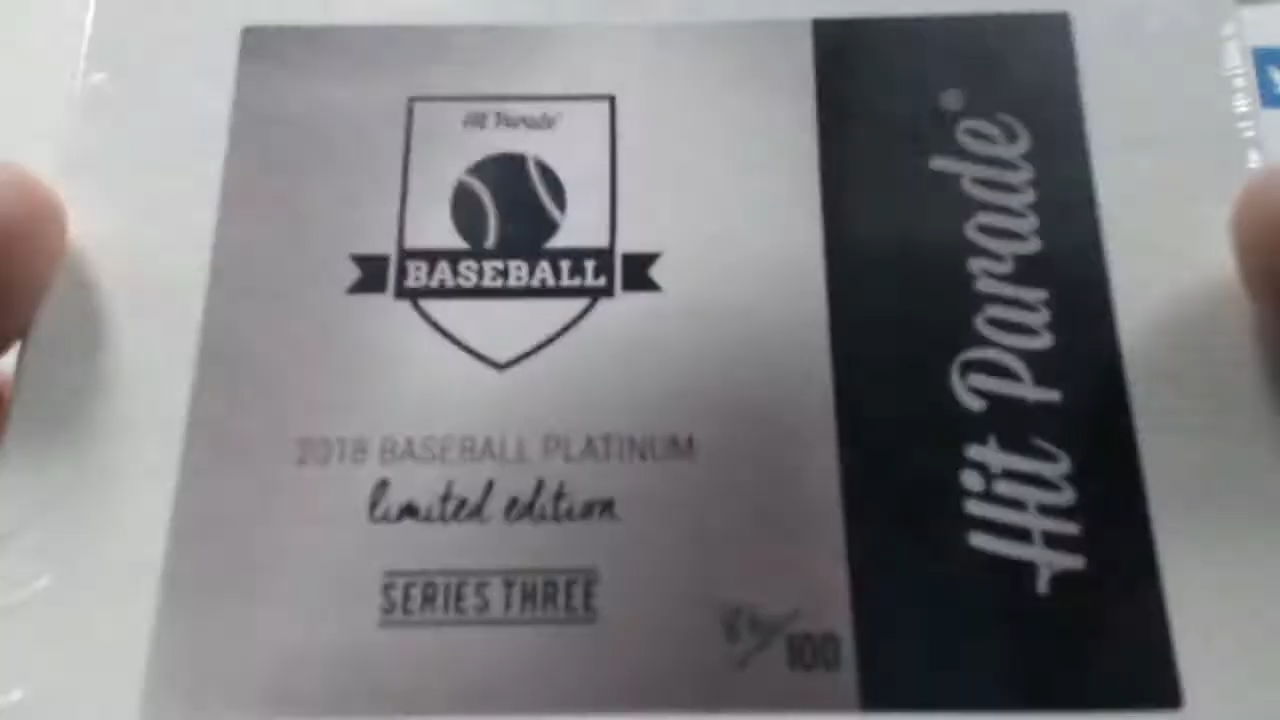 Hit Parade
BASEBALL
2018 BASEBALL PLATINUM
limited edition
SERIES THREE
/100
Hit Parade®